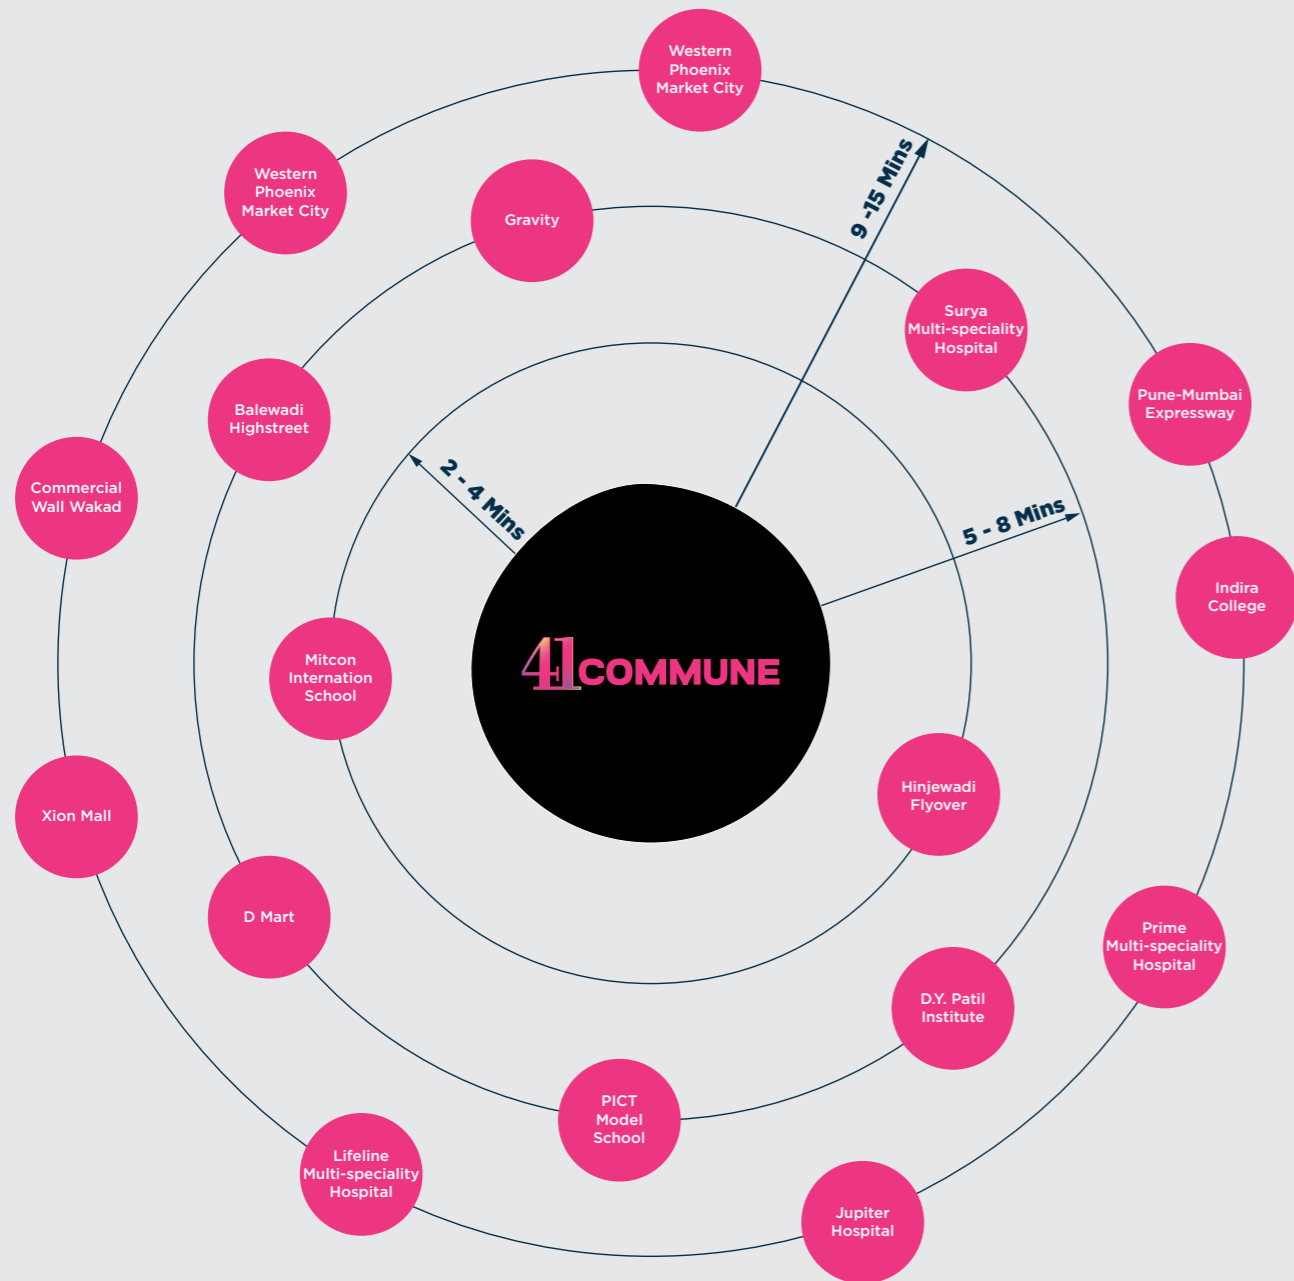 Western
Phoenix
Market City
Western
Phoenix
Market City
9 -15 Mins
Gravity
Surya
Multi-speciality
Hospital
Pune-Mumbai
Expressway
Balewadi
Highstreet
2 - 4 Mins
Commercial
Wall Wakad
5 - 8 Mins
Indira
College
Mitcon
Internation
School
41 COMMUNE
Hinjewadi
Flyover
Xion Mall
D Mart
Prime
Multi-speciality
Hospital
D.Y. Patil
Institute
PICT
Model
School
Lifeline
Multi-speciality
Hospital
Jupiter
Hospital